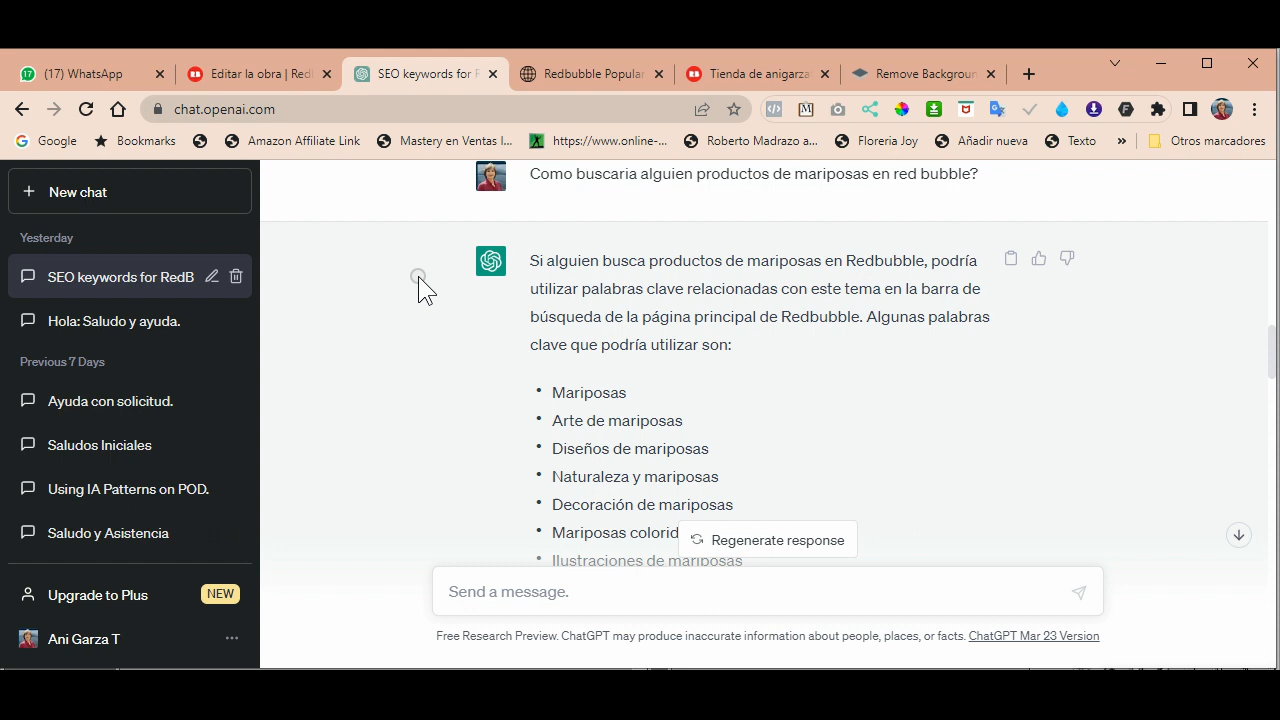 17
(17) WhatsApp
Editar la obra | Red
SEO keywords for R
Redbubble Popular
Tienda de anigarza
Remove Backgroun
chat.openai.com
Google
Bookmarks
Amazon Affiliate Link
Mastery en Ventas I...
https://www.online-...
Roberto Madrazo a...
Floreria Joy
Añadir nueva
Texto
»
Otros marcadores
+ New chat
Yesterday
SEO keywords for RedB
Hola: Saludo y ayuda.
Previous 7 Days
Ayuda con solicitud.
Saludos Iniciales
Using IA Patterns on POD.
Saludo y Asistencia
Upgrade to Plus
NEW
Ani Garza T
Como buscaria alguien productos de mariposas en red bubble?
Si alguien busca productos de mariposas en Redbubble, podría
utilizar palabras clave relacionadas con este tema en la barra de
búsqueda de la página principal de Redbubble. Algunas palabras
clave que podría utilizar son:
• Mariposas
• Arte de mariposas
• Diseños de mariposas
• Naturaleza y mariposas
• Decoración de mariposas
• Mariposas colorid
• Ilustraciones de mariposas
Regenerate response
Send a message.
Free Research Preview. ChatGPT may produce inaccurate information about people, places, or facts. ChatGPT Mar 23 Version